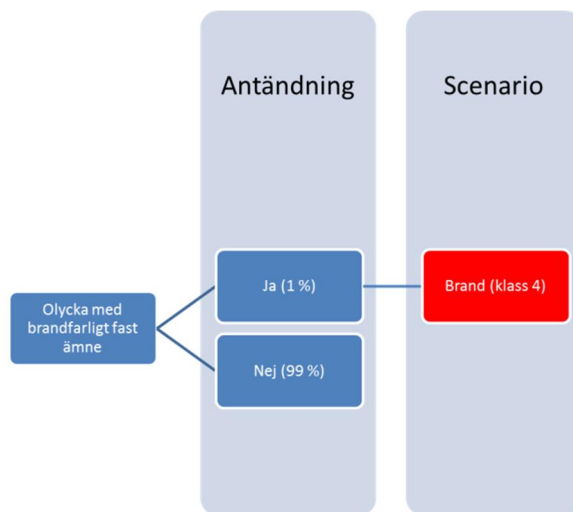 Antändning
Scenario
Ja (1 %)
Brand (klass 4)
Olycka med
brandfarligt fast
ämne
Nej (99 %)